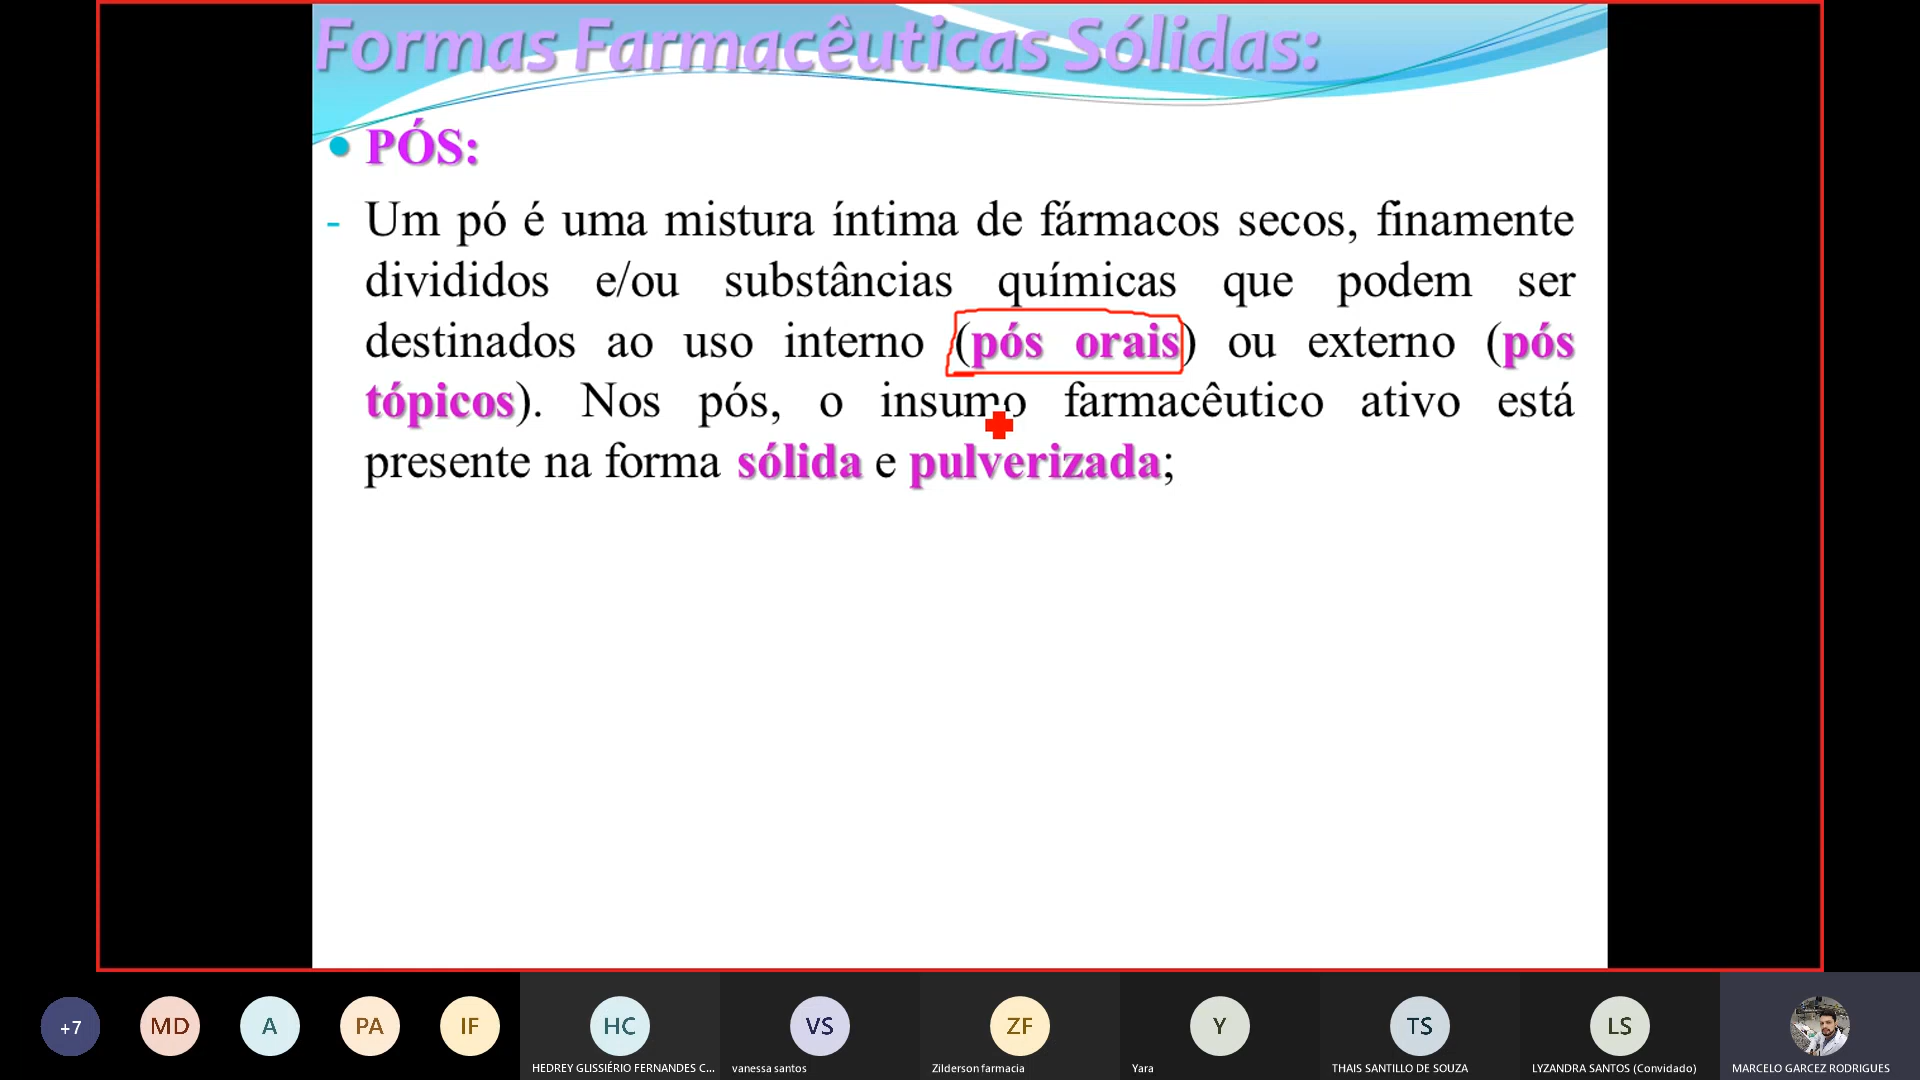 Formas Farmacêuticas Sólidas:
• PÓS:
- Um pó é uma mistura íntima de fármacos secos, finamente
divididos e/ou substâncias químicas que podem ser
destinados ao uso interno (pós orais) ou externo (pós
tópicos). Nos pós, o insumo farmacêutico ativo está
presente na forma sólida e pulverizada;
+7 MD A PA IF HC VS ZF Y TS LS
HEDREY GLISSIÉRIO FERNANDES C... vanessa santos Zilderson farmacia Yara THAIS SANTILLO DE SOUZA LYZANDRA SANTOS (Convidado) MARCELO GARCEZ RODRIGUES